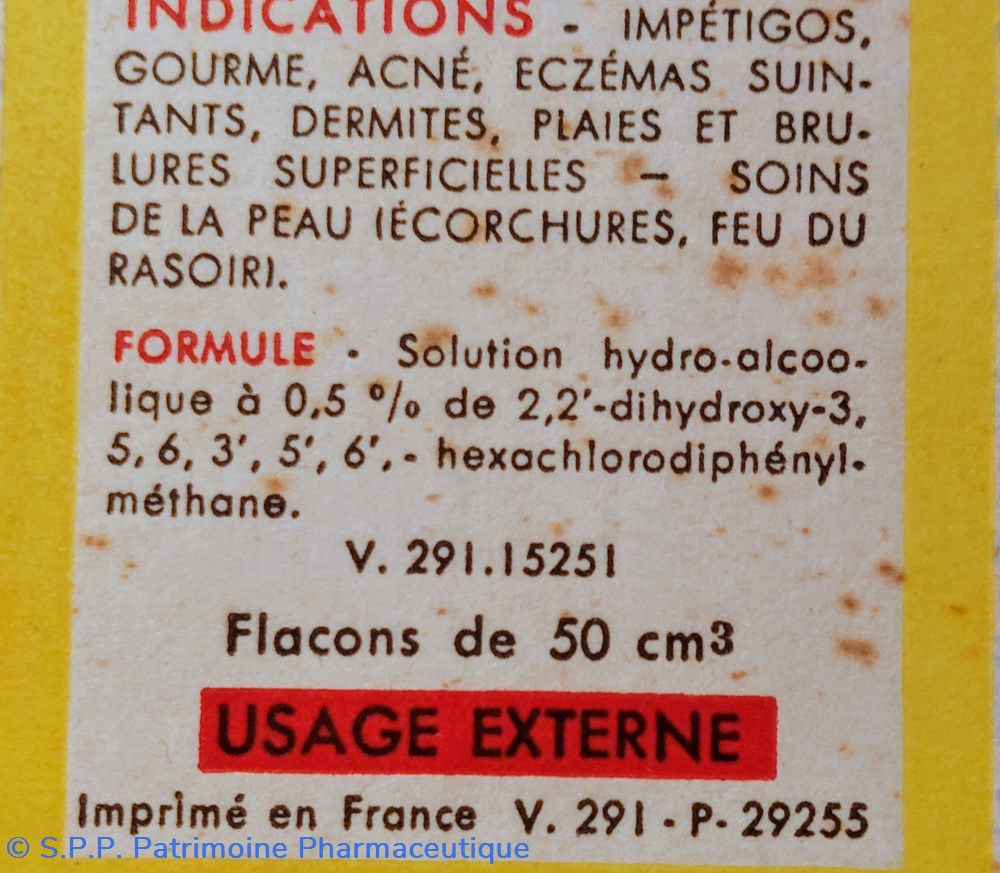 INDICATIONS - IMPÉTIGOS,
GOURME, ACNÉ, ECZÉMAS SUIN-
TANTS, DERMITES, PLAIES ET BRU-
LURES SUPERFICIELLES — SOINS
DE LA PEAU (ÉCORCHURES, FEU DU
RASOIR).
FORMULE - Solution hydro-alcoo-
lique à 0,5 % de 2,2'-dihydroxy-3,
5, 6, 3', 5', 6',- hexachlorodiphényl-
méthane.
V. 291.15251
Flacons de 50 cm3
USAGE EXTERNE
Imprimé en France V. 291 - P- 29255
© S.P.P. Patrimoine Pharmaceutique